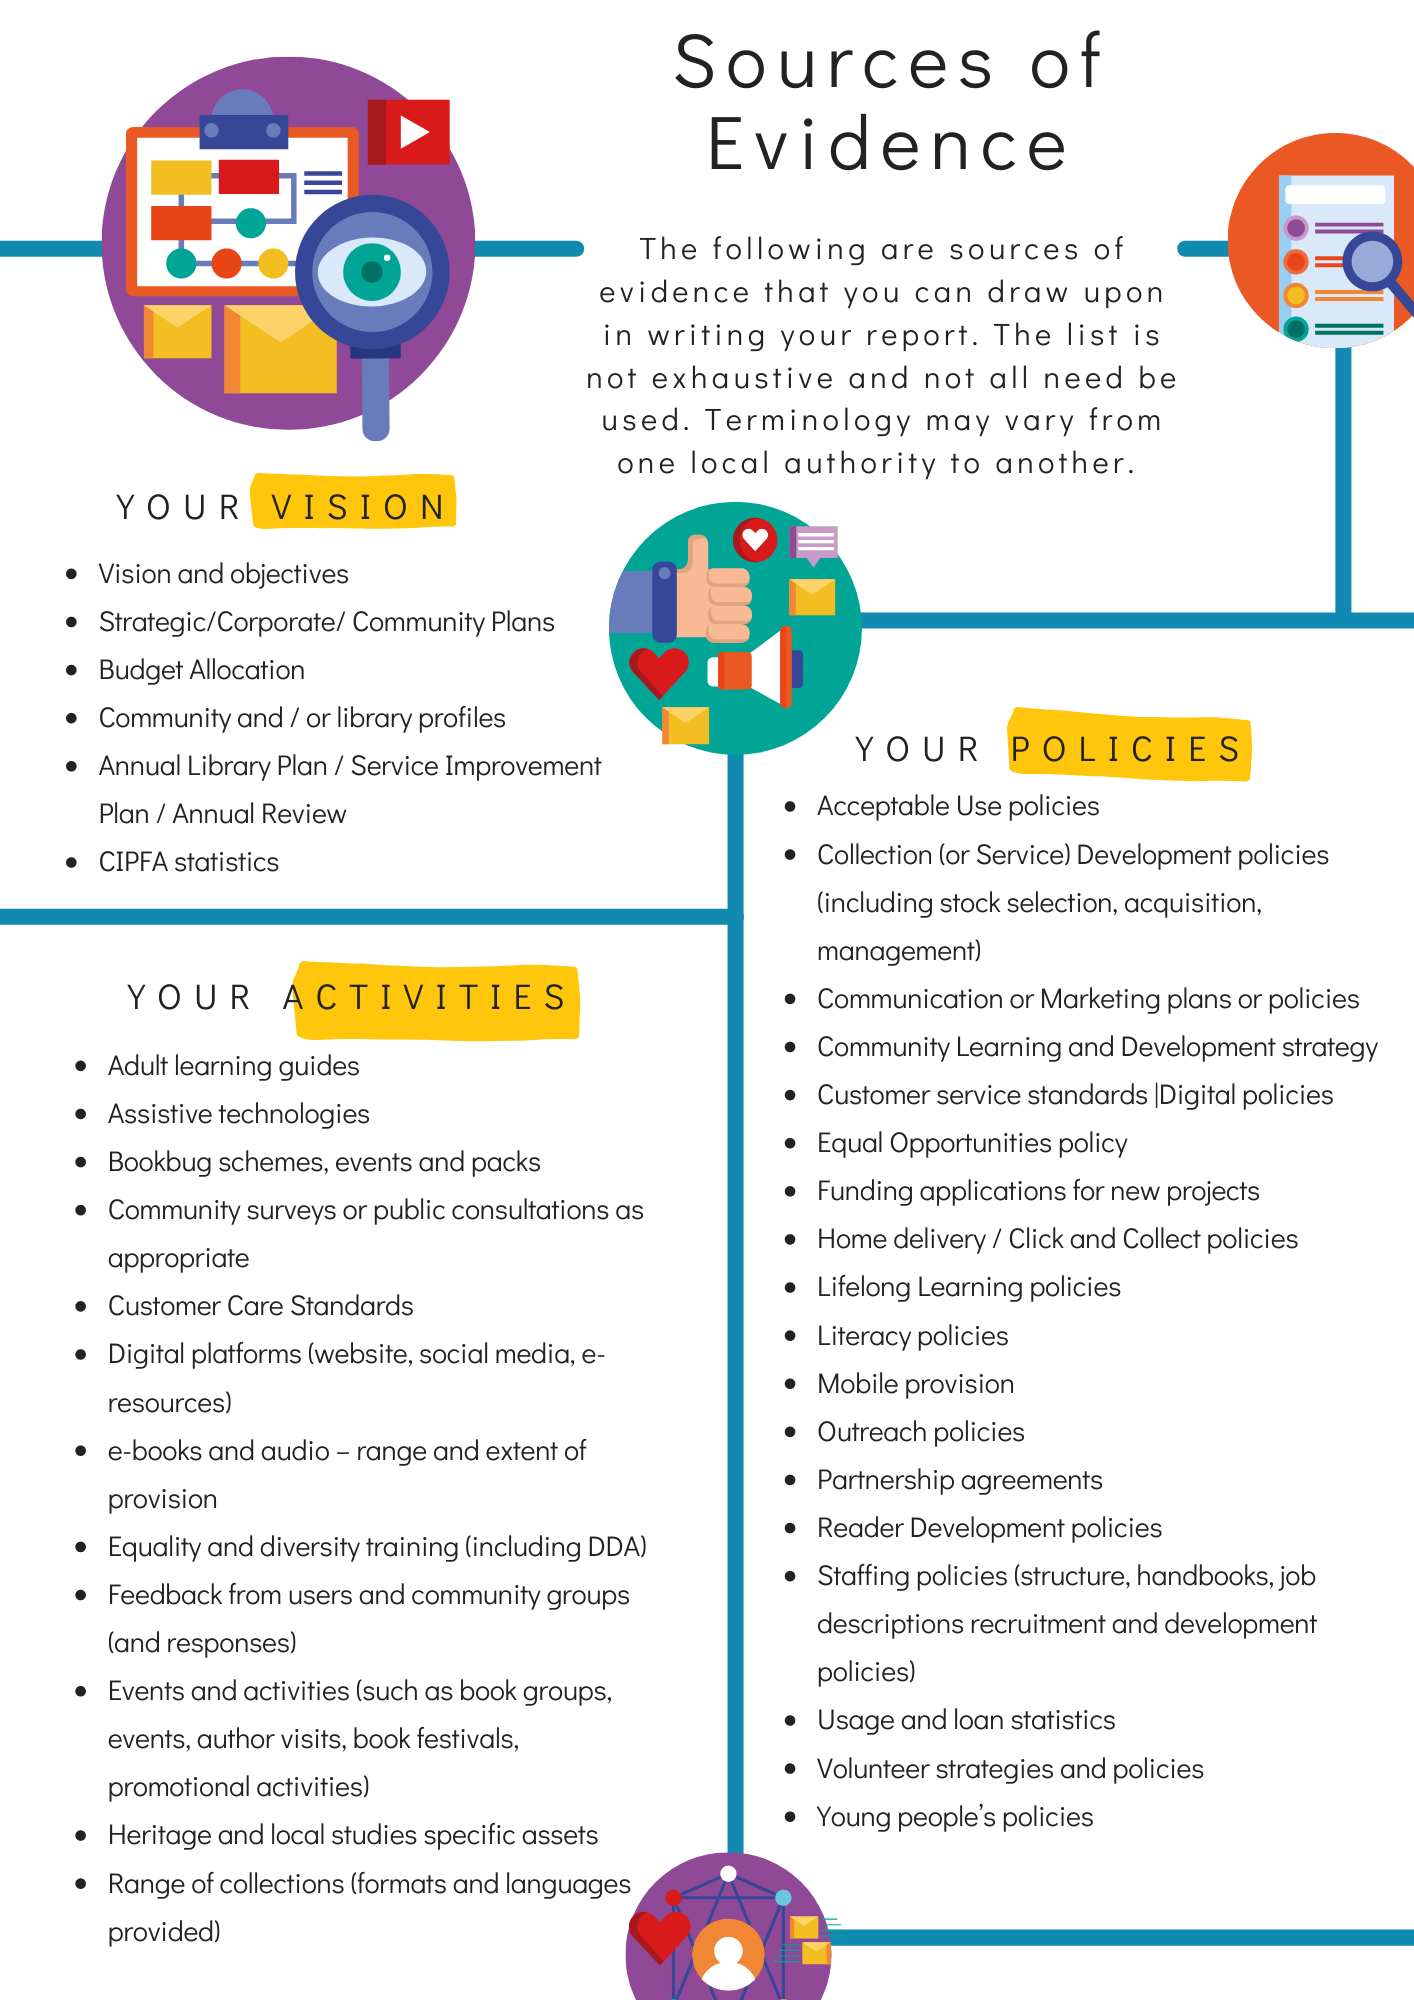 Sources of
Evidence
The following are sources of
evidence that you can draw upon
in writing your report. The list is
not exhaustive and not all need be
used. Terminology may vary from
one local authority to another.
YOUR VISION
• Vision and objectives
• Strategic/Corporate/ Community Plans
• Budget Allocation
• Community and / or library profiles
• Annual Library Plan / Service Improvement
Plan / Annual Review
• CIPFA statistics
YOUR ACTIVITIES
• Adult learning guides
• Assistive technologies
• Bookbug schemes, events and packs
• Community surveys or public consultations as
appropriate
• Customer Care Standards
• Digital platforms (website, social media, e-
resources)
• e-books and audio – range and extent of
provision
• Equality and diversity training (including DDA)
• Feedback from users and community groups
(and responses)
• Events and activities (such as book groups,
events, author visits, book festivals,
promotional activities)
• Heritage and local studies specific assets
• Range of collections (formats and languages
provided)
YOUR POLICIES
• Acceptable Use policies
• Collection (or Service) Development policies
(including stock selection, acquisition,
management)
• Communication or Marketing plans or policies
• Community Learning and Development strategy
• Customer service standards |Digital policies
• Equal Opportunities policy
• Funding applications for new projects
• Home delivery / Click and Collect policies
• Lifelong Learning policies
• Literacy policies
• Mobile provision
• Outreach policies
• Partnership agreements
• Reader Development policies
• Staffing policies (structure, handbooks, job
descriptions recruitment and development
policies)
• Usage and loan statistics
• Volunteer strategies and policies
• Young people’s policies